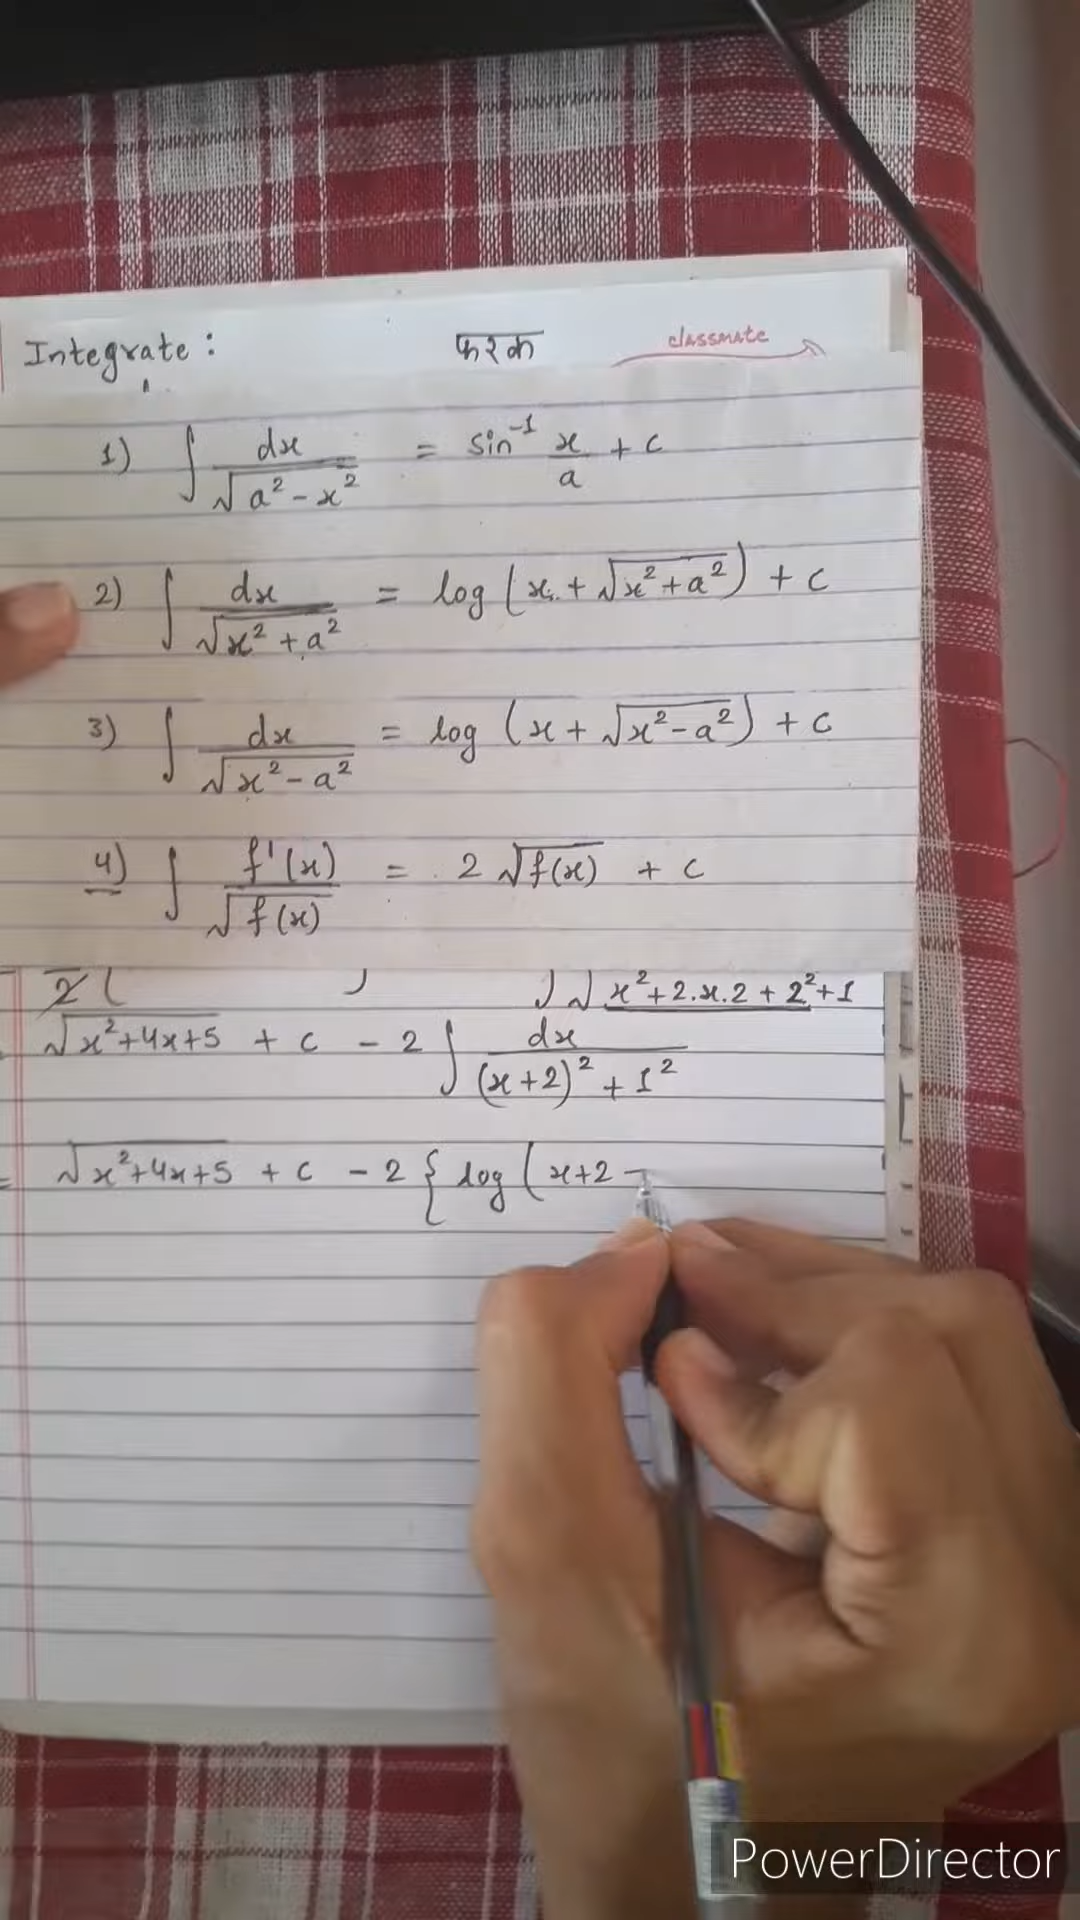 Integrate : फरक classmate
1) ∫ dx / √(a² - x²) = sin⁻¹ x/a + c
2) ∫ dx / √(x² + a²) = log (x + √(x² + a²)) + c
3) ∫ dx / √(x² - a²) = log (x + √(x² - a²)) + c
4) ∫ f'(x) / √f(x) = 2 √f(x) + c
2 ( ) ∫ √(x² + 2.x.2 + 2² + 1
√(x² + 4x + 5) + c - 2 ∫ dx / (x+2)² + 1²
= √(x² + 4x + 5) + c - 2 { log ( x+2
PowerDirector